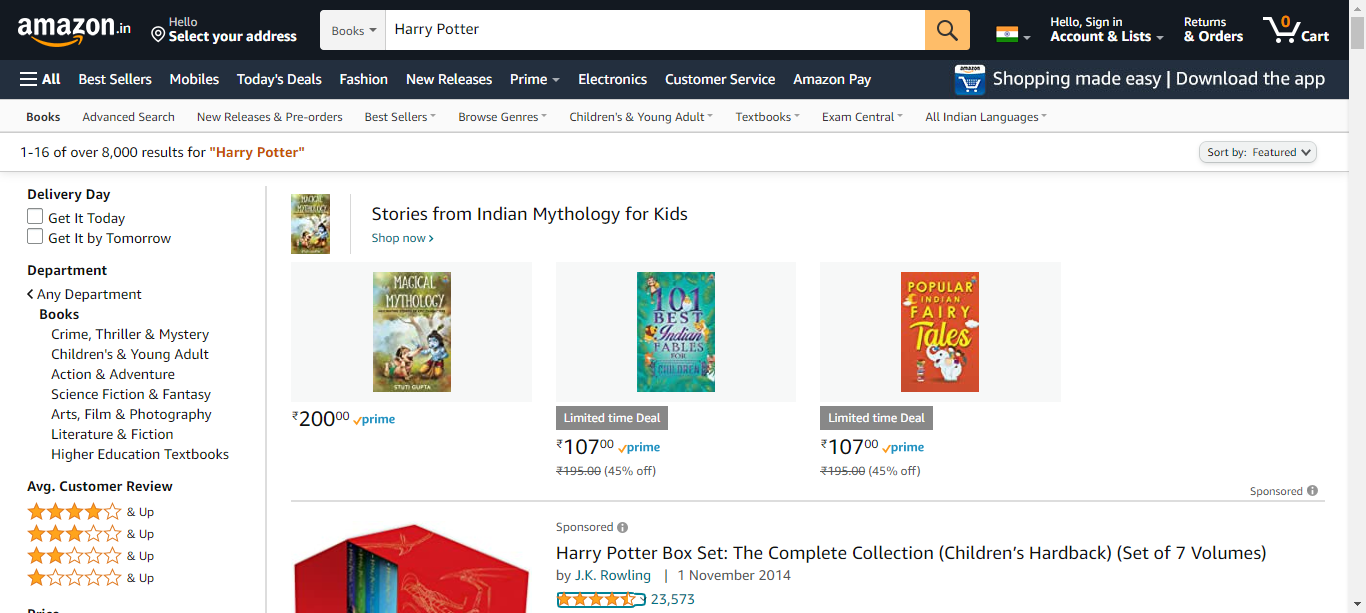 amazon.in
Hello
Select your address
Books
Harry Potter
Hello, Sign in
Account & Lists
Returns
& Orders
0
Cart
All
Best Sellers
Mobiles
Today's Deals
Fashion
New Releases
Prime
Electronics
Customer Service
Amazon Pay
amazon
Shopping made easy | Download the app
Books
Advanced Search
New Releases & Pre-orders
Best Sellers
Browse Genres
Children's & Young Adult
Textbooks
Exam Central
All Indian Languages
1-16 of over 8,000 results for "Harry Potter"
Sort by: Featured
Delivery Day
Get It Today
Get It by Tomorrow
Department
Any Department
Books
Crime, Thriller & Mystery
Children's & Young Adult
Action & Adventure
Science Fiction & Fantasy
Arts, Film & Photography
Literature & Fiction
Higher Education Textbooks
Avg. Customer Review
& Up
& Up
& Up
& Up
Price
MAGICAL
MYTHOLOGY
Stories from Indian Mythology for Kids
Shop now ›
MAGICAL
MYTHOLOGY
STUTI GUPTA
₹20000 prime
101
BEST
Indian
FABLES
FOR
CHILDREN
Limited time Deal
₹10700 prime
₹195.00 (45% off)
POPULAR
INDIAN
FAIRY
Tales
Limited time Deal
₹10700 prime
₹195.00 (45% off)
Sponsored
Sponsored
Harry Potter Box Set: The Complete Collection (Children’s Hardback) (Set of 7 Volumes)
by J.K. Rowling | 1 November 2014
23,573